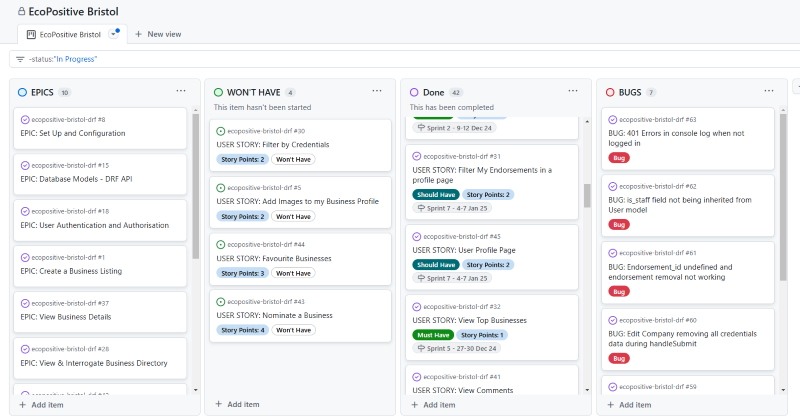 EcoPositive Bristol
EcoPositive Bristol
New view
-status:"In Progress"
EPICS 10
ecopositive-bristol-drf #8
EPIC: Set Up and Configuration
ecopositive-bristol-drf #15
EPIC: Database Models - DRF API
ecopositive-bristol-drf #18
EPIC: User Authentication and Authorisation
ecopositive-bristol-drf #1
EPIC: Create a Business Listing
ecopositive-bristol-drf #37
EPIC: View Business Details
ecopositive-bristol-drf #28
EPIC: View & Interrogate Business Directory
Add item
WON'T HAVE 4
This item hasn't been started
ecopositive-bristol-drf #30
USER STORY: Filter by Credentials
Story Points: 2 Won't Have
ecopositive-bristol-drf #5
USER STORY: Add Images to my Business Profile
Story Points: 2 Won't Have
ecopositive-bristol-drf #44
USER STORY: Favourite Businesses
Story Points: 3 Won't Have
ecopositive-bristol-drf #43
USER STORY: Nominate a Business
Story Points: 4 Won't Have
Add item
Done 42
This has been completed
Sprint 2 - 9-12 Dec 24
ecopositive-bristol-drf #31
USER STORY: Filter My Endorsements in a
profile page
Should Have Story Points: 2
Sprint 7 - 4-7 Jan 25
ecopositive-bristol-drf #45
USER STORY: User Profile Page
Should Have Story Points: 2
Sprint 7 - 4-7 Jan 25
ecopositive-bristol-drf #32
USER STORY: View Top Businesses
Must Have Story Points: 1
Sprint 5 - 27-30 Dec 24
ecopositive-bristol-drf #41
USER STORY: View Comments
Add item
BUGS 7
ecopositive-bristol-drf #63
BUG: 401 Errors in console log when not
logged in
Bug
ecopositive-bristol-drf #62
BUG: is_staff field not being inherited from
User model
Bug
ecopositive-bristol-drf #61
BUG: Endorsement_id undefined and
endorsement removal not working
Bug
ecopositive-bristol-drf #60
BUG: Edit Company removing all credentials
data during handleSubmit
Bug
ecopositive-bristol-drf #59
Add item